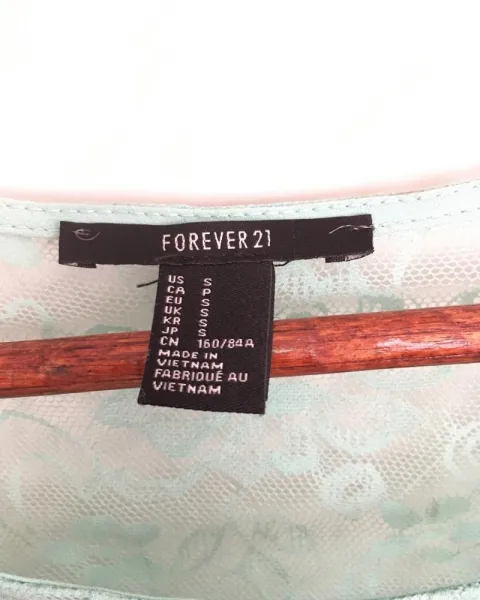 FOREVER 21
US S
CA P
EU S
UK S
KR S
JP S
CN 160/84A
MADE IN
VIETNAM
FABRIQUÉ AU
VIETNAM